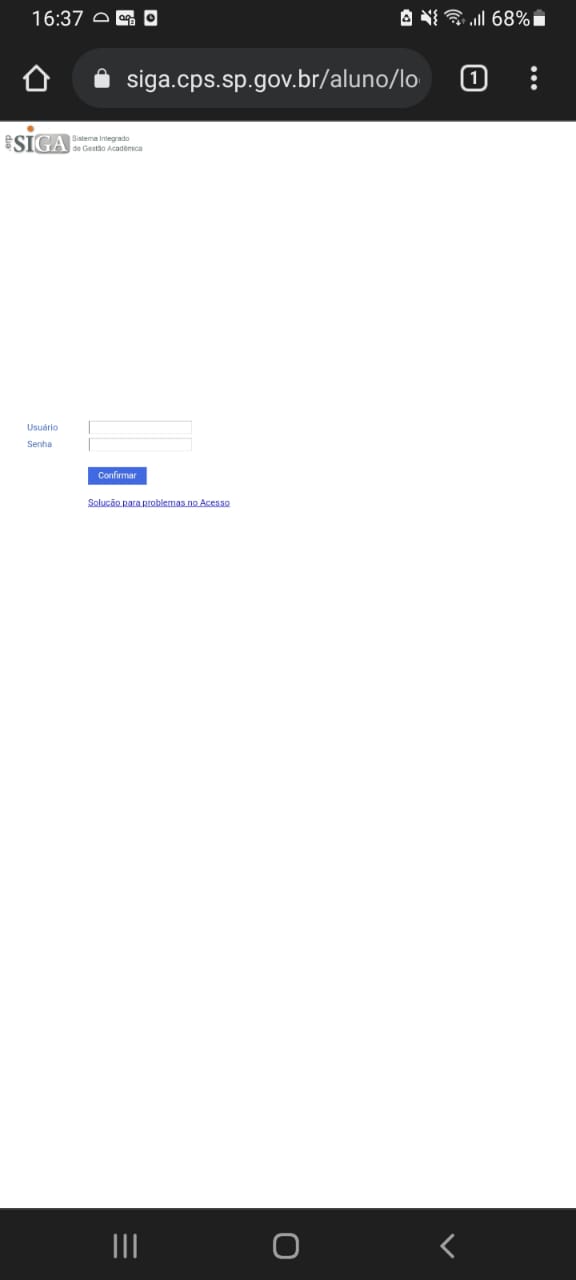 16:37
68%
siga.cps.sp.gov.br/aluno/lo
1
.erp
SIGA
Sistema Integrado
de Gestão Acadêmica
Usuário
Senha
Confirmar
Solução para problemas no Acesso